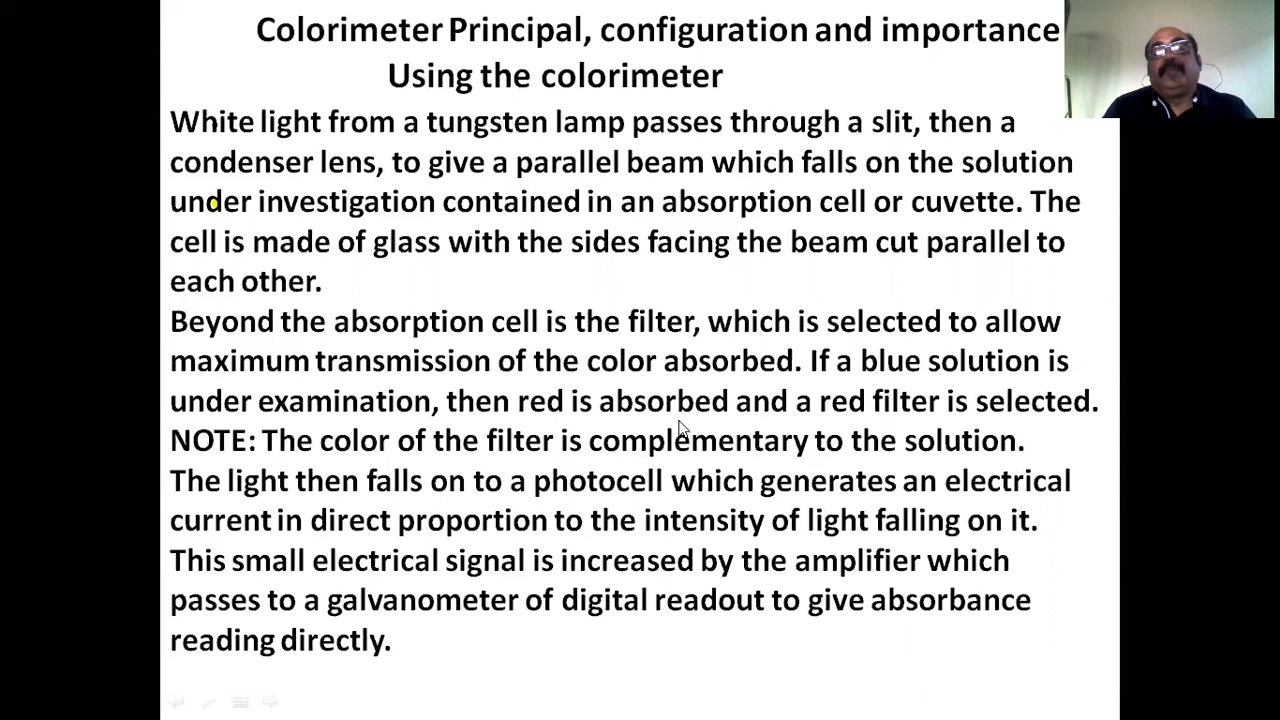 Colorimeter Principal, configuration and importance
Using the colorimeter
White light from a tungsten lamp passes through a slit, then a
condenser lens, to give a parallel beam which falls on the solution
under investigation contained in an absorption cell or cuvette. The
cell is made of glass with the sides facing the beam cut parallel to
each other.
Beyond the absorption cell is the filter, which is selected to allow
maximum transmission of the color absorbed. If a blue solution is
under examination, then red is absorbed and a red filter is selected.
NOTE: The color of the filter is complementary to the solution.
The light then falls on to a photocell which generates an electrical
current in direct proportion to the intensity of light falling on it.
This small electrical signal is increased by the amplifier which
passes to a galvanometer of digital readout to give absorbance
reading directly.